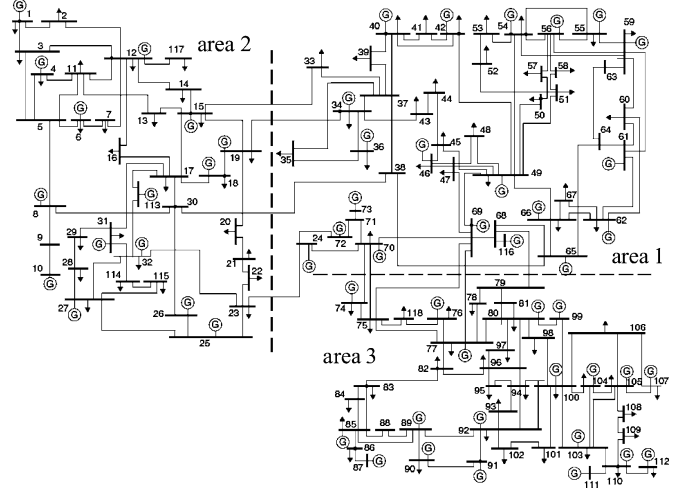 G G G G G G
1 2 40 41 42 53 54 56 55 59
3 12 117 area 2 39 G
4 11 G 57 58 63
14 33 52 51
G 15 34 G 37 44 50 60
5 6 7 13 G 43 64 61
16 36 45 48 G
17 G 19 35 G 46 47 49
G 18 38 G
8 113 30 67
31 20 73 69 68 66 62
29 G G 71 G G
9 24 72 70 116 65 G
28 32 21 G area 1
10 114 115 22
G 27 G 79
26 G 23 74 118 76 78 81 G G
25 75 80 99
area 3 77 G 97 98 106
82 96
83 95 94 100 104 105 107
84 93
85 88 89 92 108
86 109
87 G 90 91 102 101 103 110 112
G G G 111